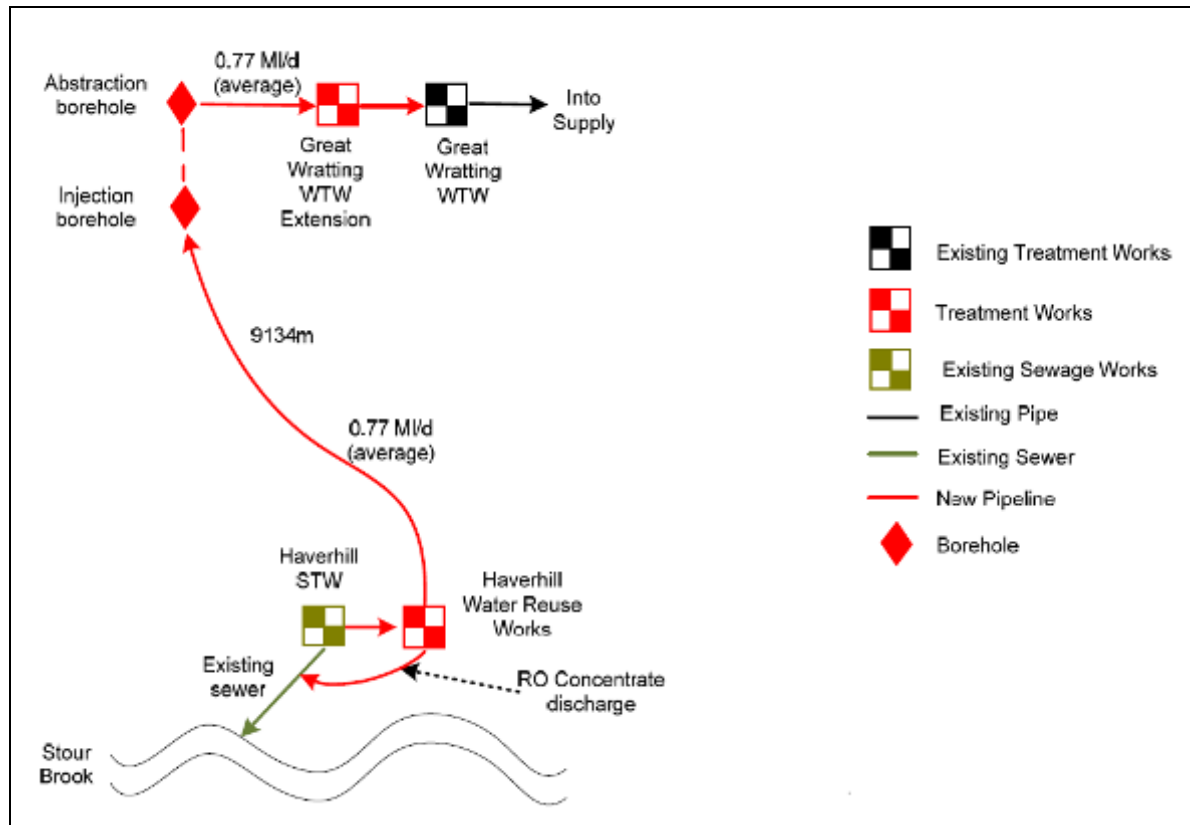 0.77 Ml/d
(average)
Abstraction
borehole
Into
Supply
Great
Wratting
WTW
Extension
Great
Wratting
WTW
Injection
borehole
Existing Treatment Works
Treatment Works
Existing Sewage Works
Existing Pipe
Existing Sewer
New Pipeline
Borehole
9134m
0.77 Ml/d
(average)
Haverhill
STW
Haverhill
Water Reuse
Works
Existing
sewer
RO Concentrate
discharge
Stour
Brook